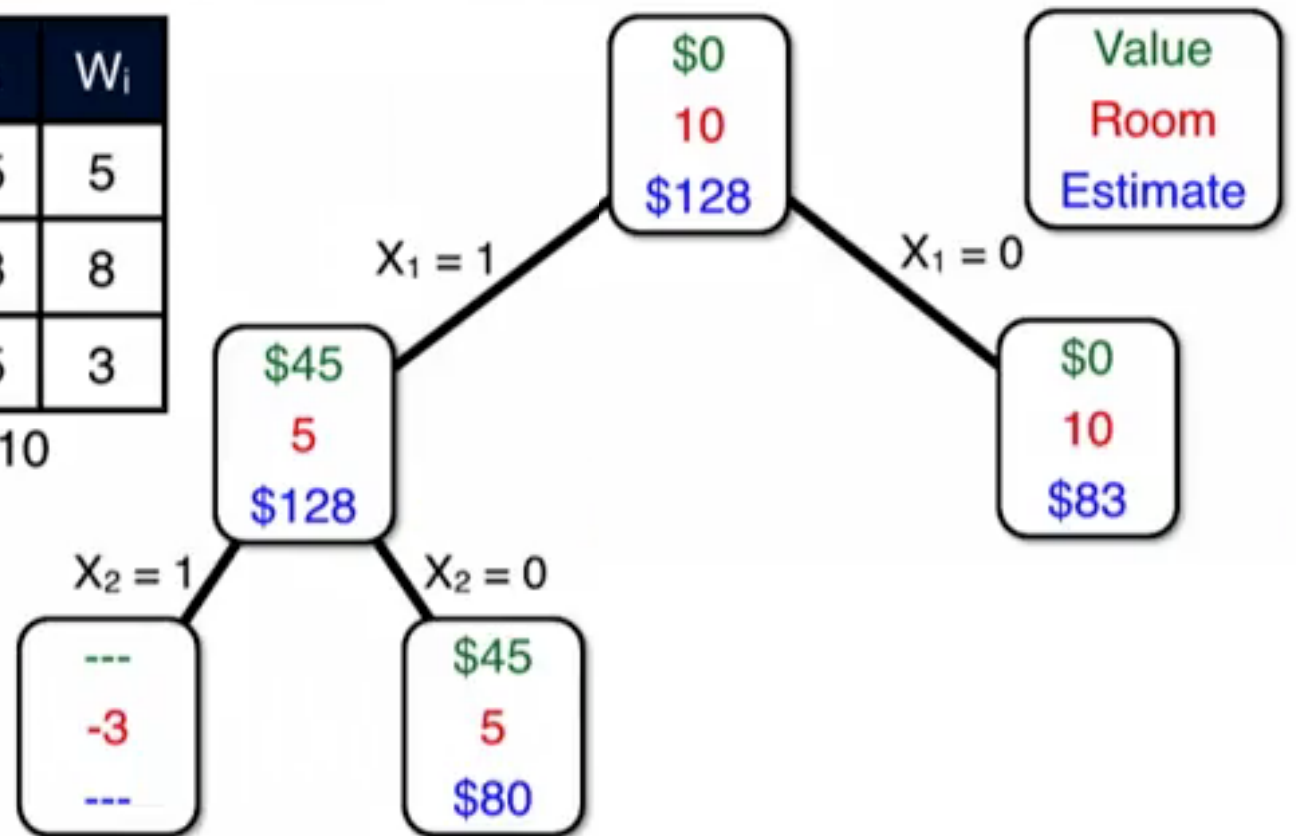 Wᵢ
5
8
3
10
$0
10
$128
Value
Room
Estimate
X₁ = 1
X₁ = 0
$45
5
$128
$0
10
$83
X₂ = 1
X₂ = 0
---
-3
---
$45
5
$80